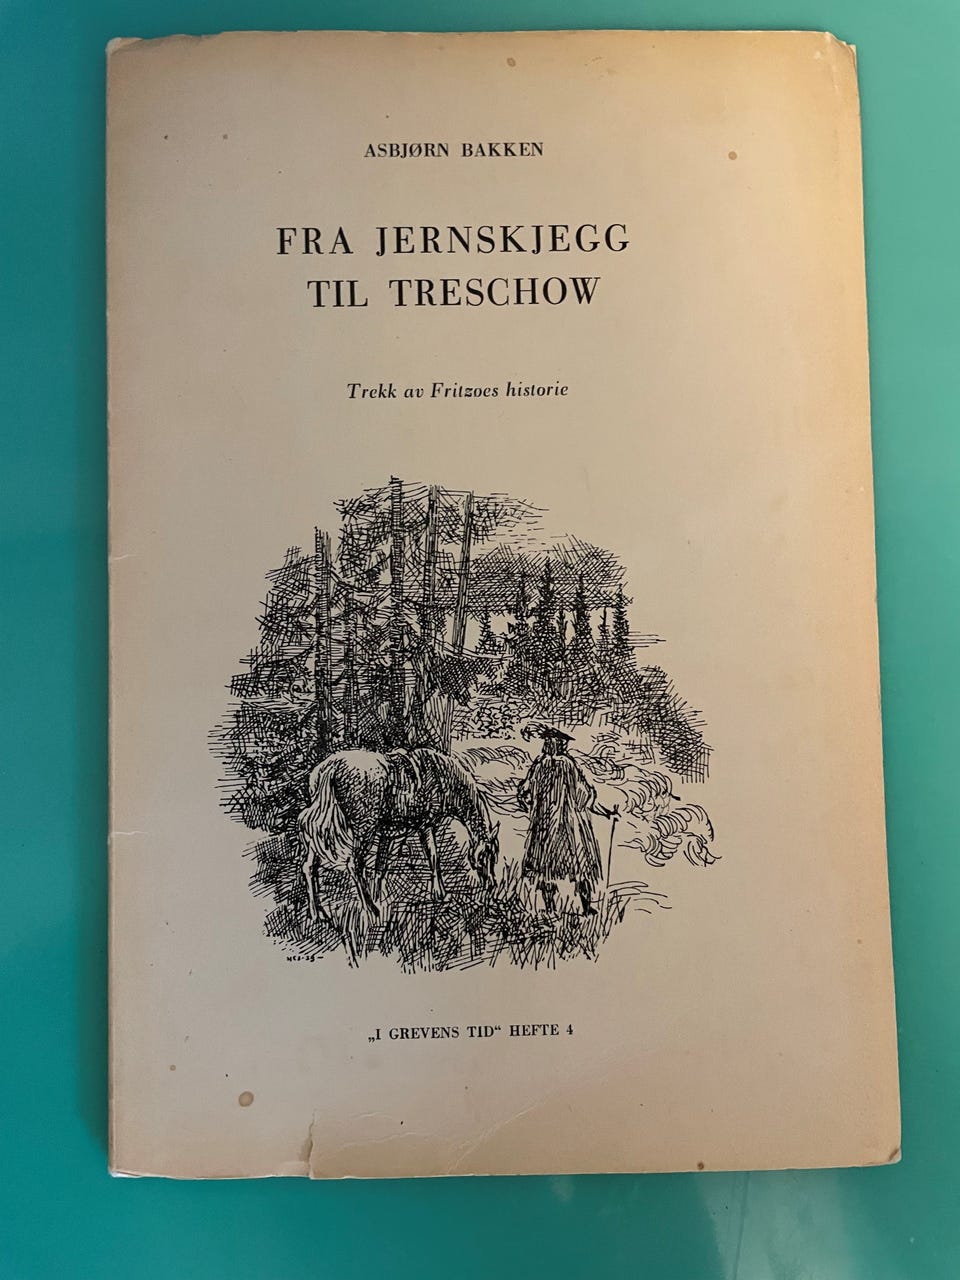 ASBJØRN BAKKEN
FRA JERNSKJEGG
TIL TRESCHOW
Trekk av Fritzoes historie
„I GREVENS TID“ HEFTE 4